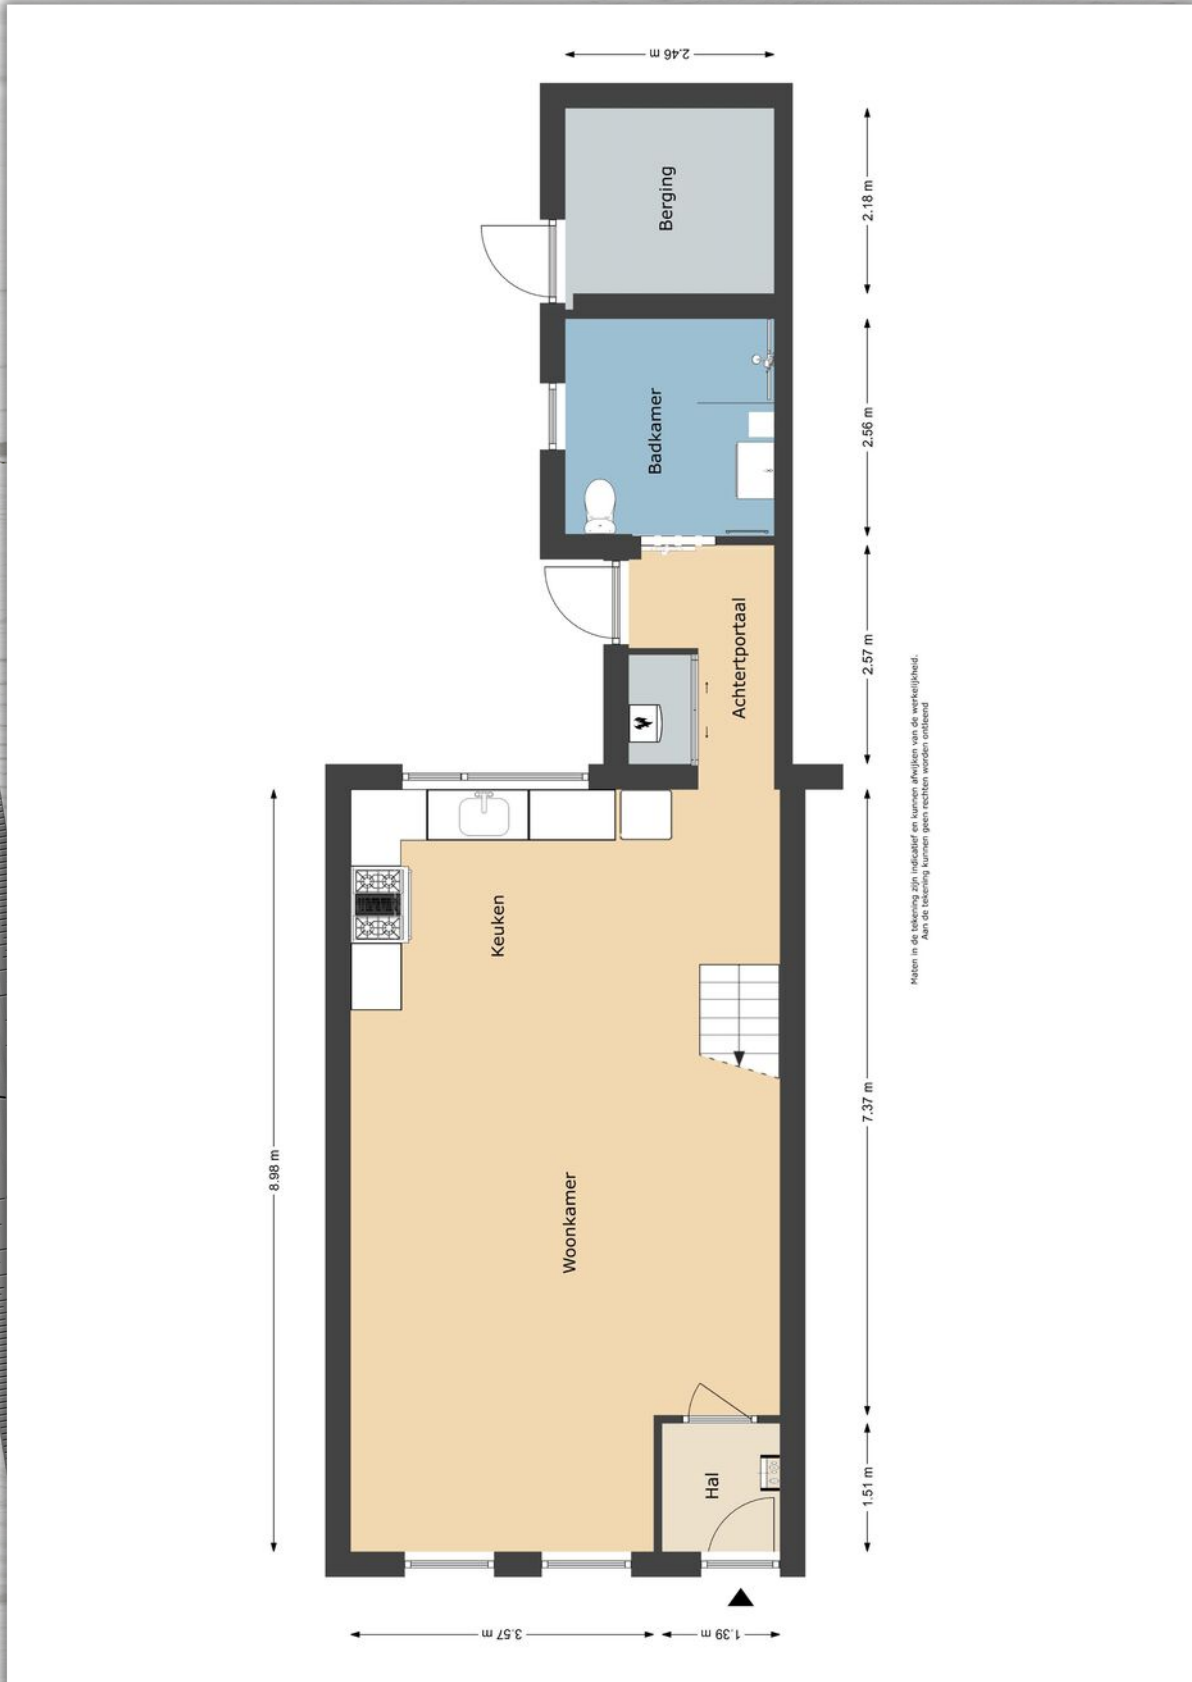 2.46 m
Berging
2.18 m
Badkamer
2.56 m
Achtertportaal
2.57 m
Maten in de tekening zijn indicatief en kunnen afwijken van de werkelijkheid.
Aan de tekening kunnen geen rechten worden ontleend
Keuken
7.37 m
8.98 m
Woonkamer
Hal
1.51 m
3.57 m
1.39 m